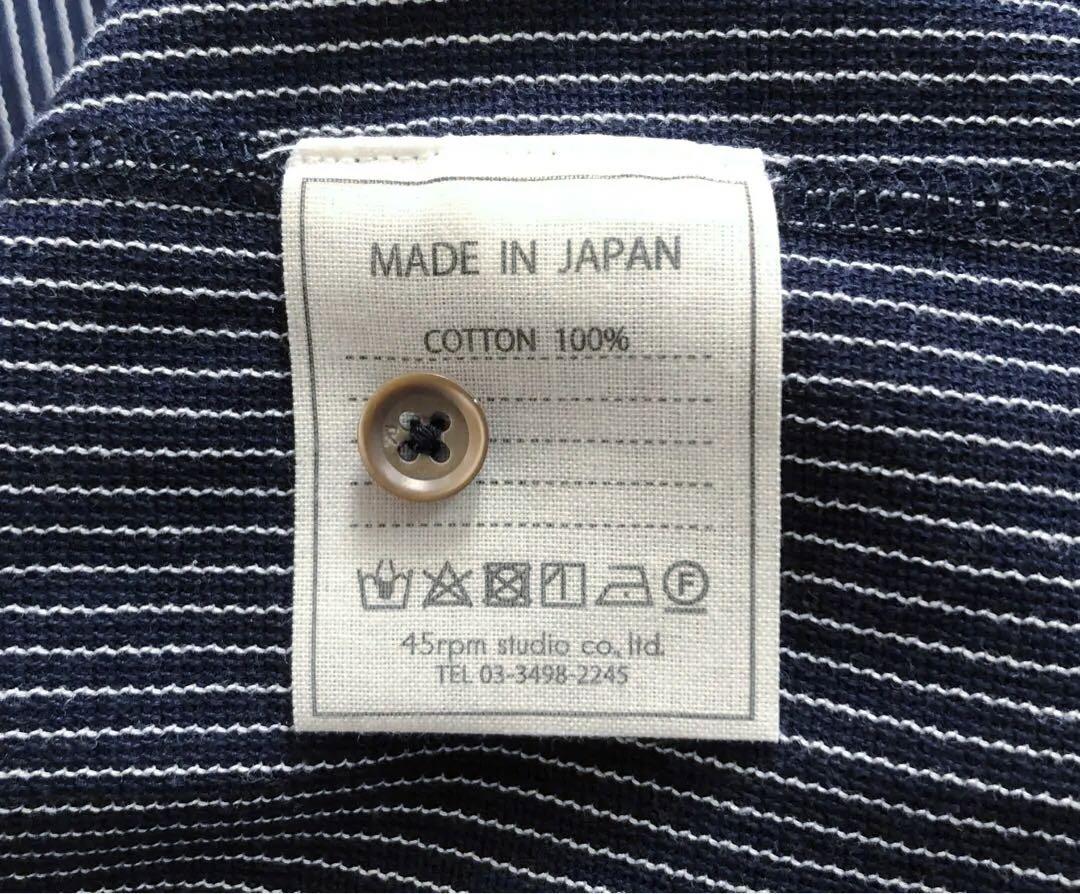 MADE IN JAPAN
COTTON 100%
F
45rpm studio co., ltd.
TEL 03-3498-2245